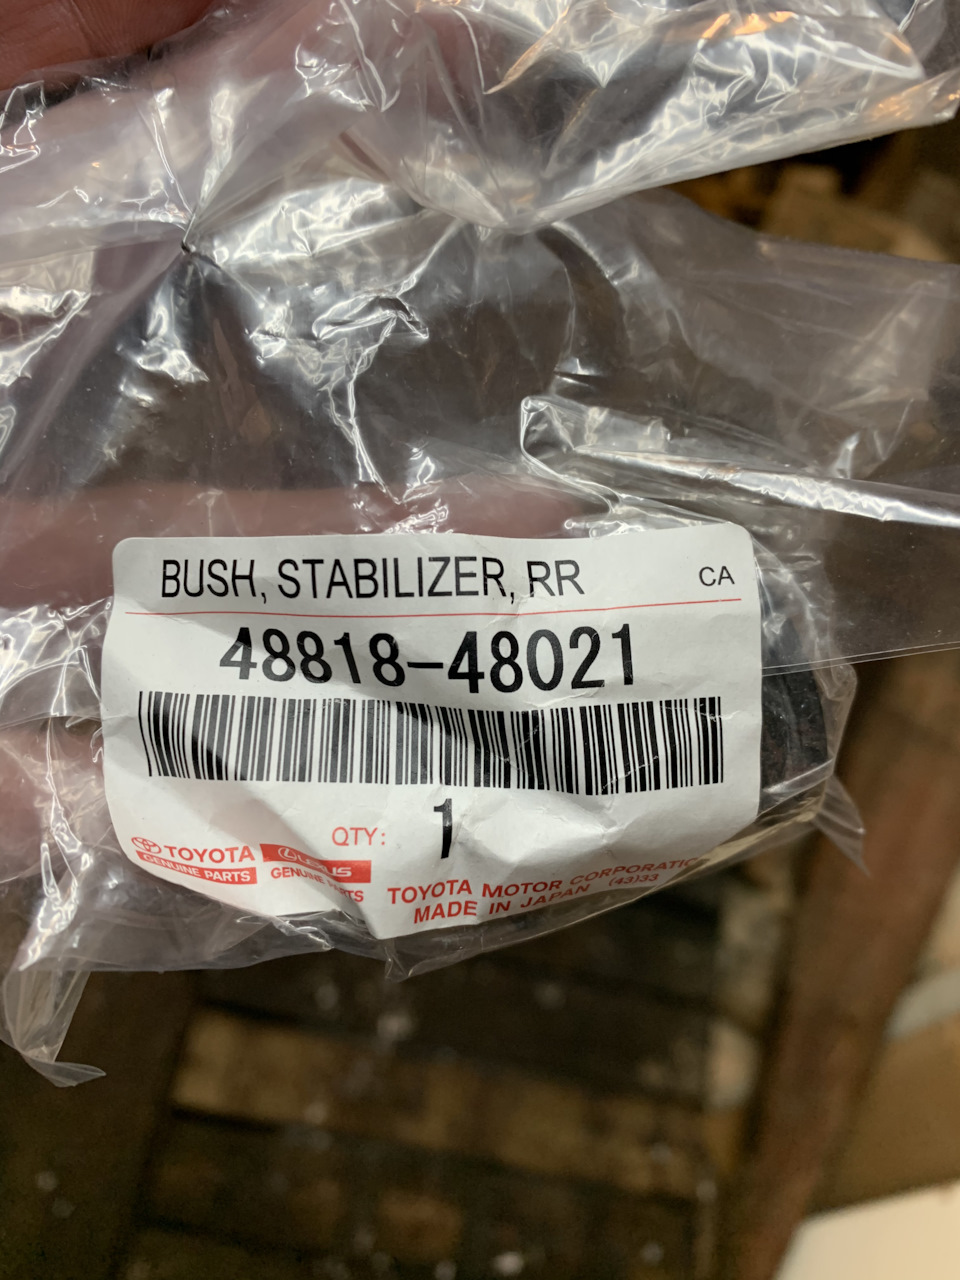 BUSH, STABILIZER, RR CA
48818-48021
QTY: 1
TOYOTA
GENUINE PARTS
LEXUS
GENUINE PARTS
TOYOTA MOTOR CORPORATIO
MADE IN JAPAN (43)33